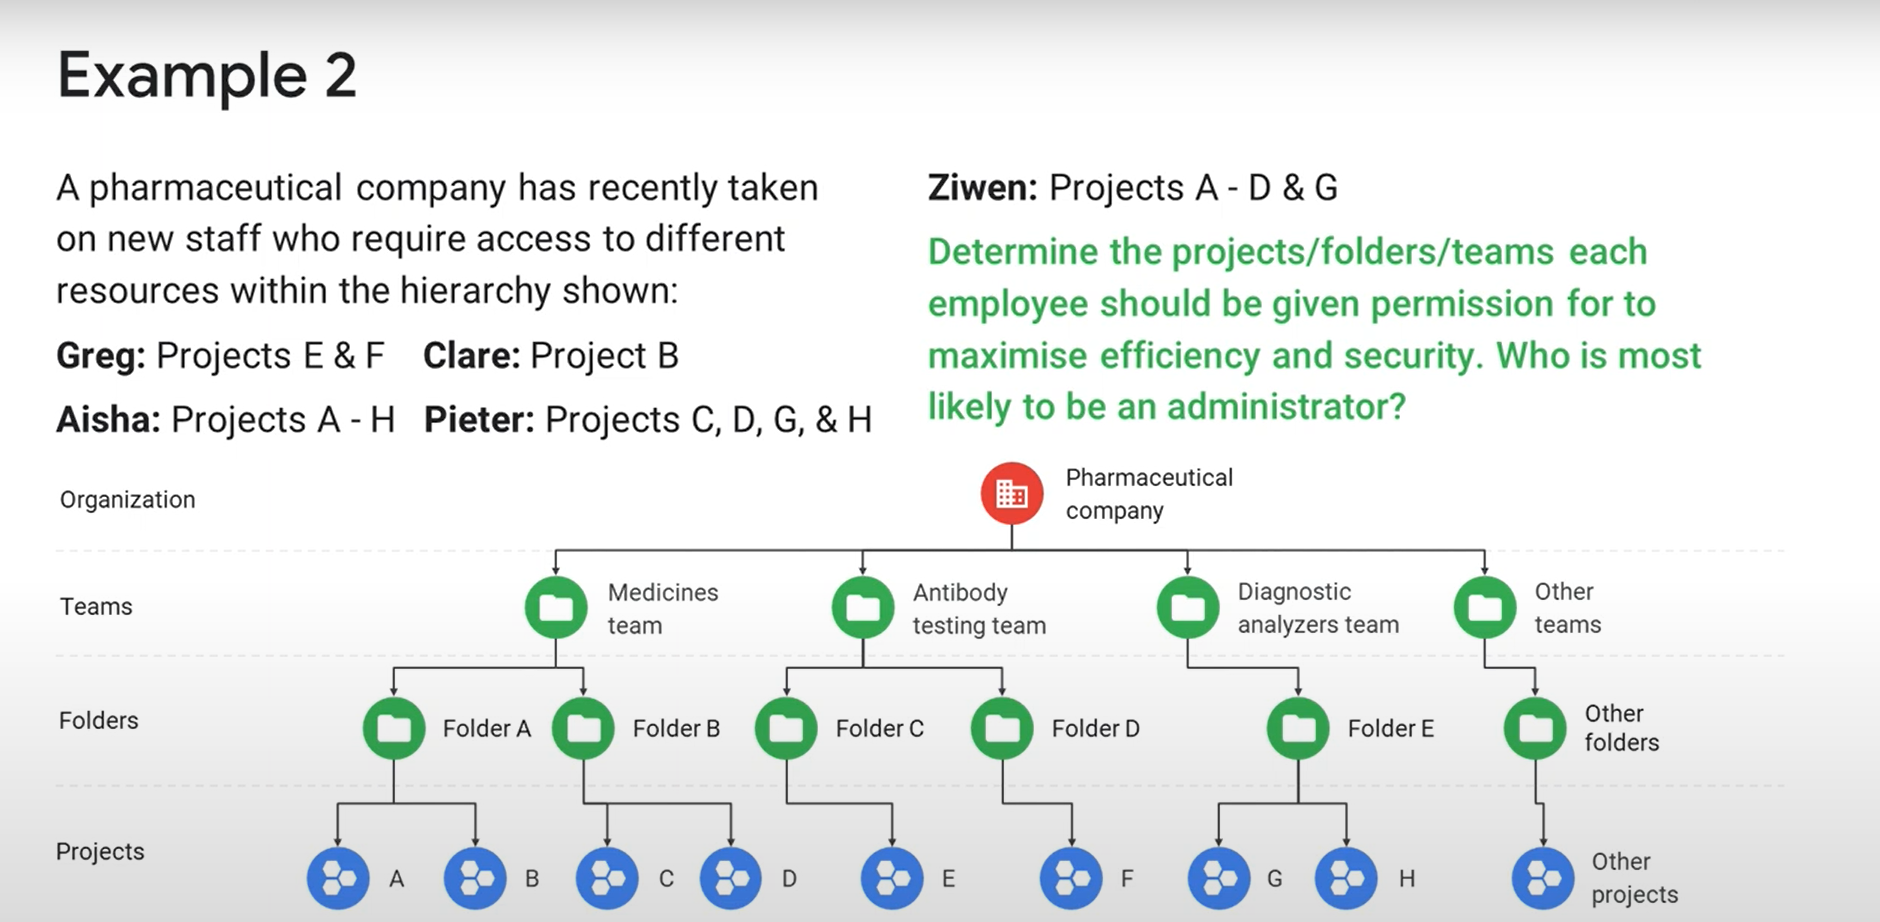 Example 2
A pharmaceutical company has recently taken
on new staff who require access to different
resources within the hierarchy shown:
Greg: Projects E & F Clare: Project B
Aisha: Projects A - H Pieter: Projects C, D, G, & H
Ziwen: Projects A - D & G
Determine the projects/folders/teams each
employee should be given permission for to
maximise efficiency and security. Who is most
likely to be an administrator?
Organization
Pharmaceutical
company
Teams
Medicines
team
Antibody
testing team
Diagnostic
analyzers team
Other
teams
Folders
Folder A
Folder B
Folder C
Folder D
Folder E
Other
folders
Projects
A
B
C
D
E
F
G
H
Other
projects